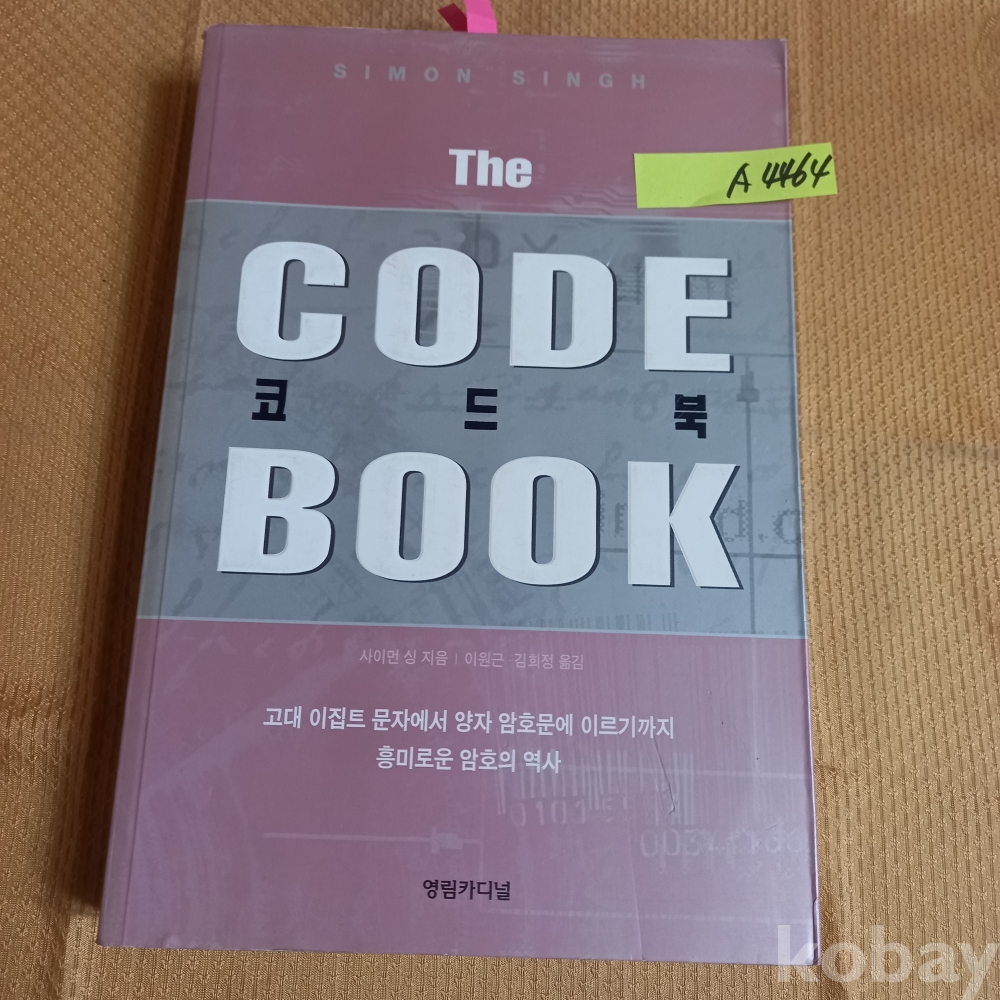 SIMON SINGH
The
A4464
CODE
코드북
BOOK
사이먼 싱 지음 | 이원근 · 김희정 옮김
고대 이집트 문자에서 양자 암호문에 이르기까지
흥미로운 암호의 역사
영림카디널
kobay